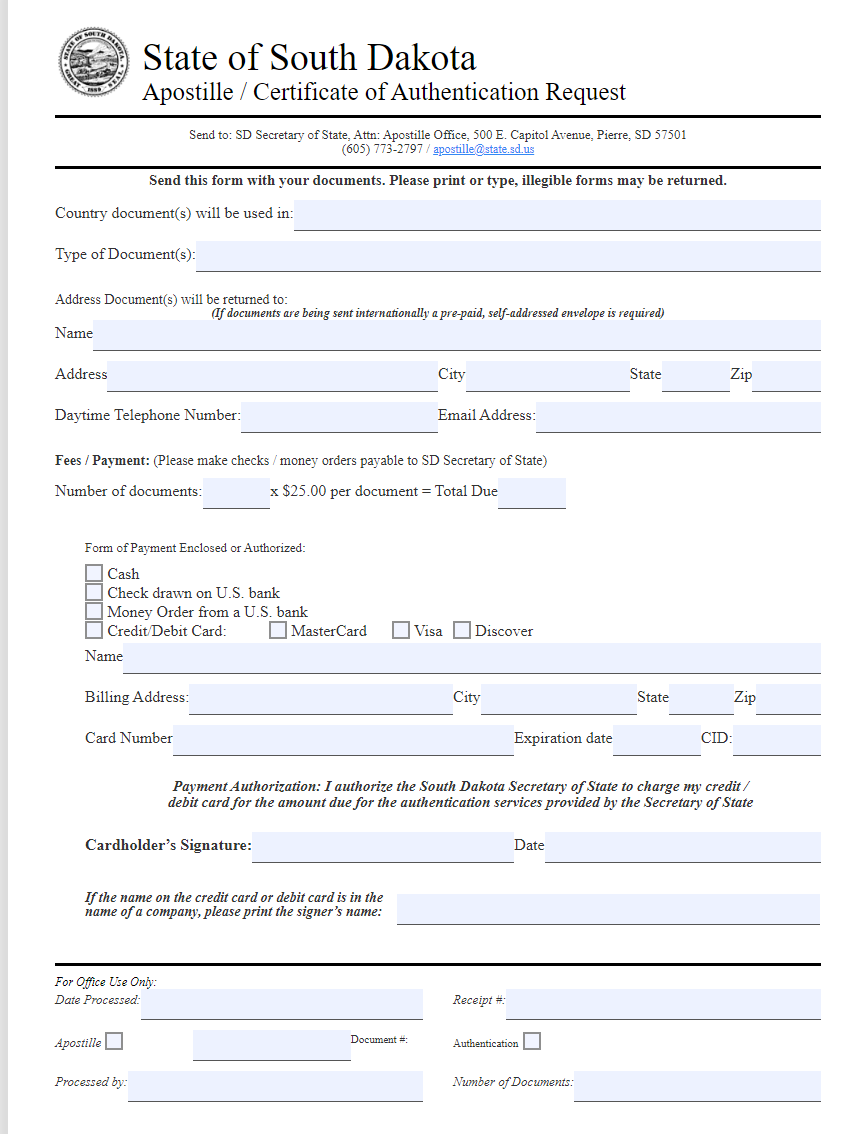 STATE OF SOUTH DAKOTA
GREAT SEAL
1889
State of South Dakota
Apostille / Certificate of Authentication Request
Send to: SD Secretary of State, Attn: Apostille Office, 500 E. Capitol Avenue, Pierre, SD 57501
(605) 773-2797 / apostille@state.sd.us
Send this form with your documents. Please print or type, illegible forms may be returned.
Country document(s) will be used in:
Type of Document(s):
Address Document(s) will be returned to:
(If documents are being sent internationally a pre-paid, self-addressed envelope is required)
Name
Address City State Zip
Daytime Telephone Number: Email Address:
Fees / Payment: (Please make checks / money orders payable to SD Secretary of State)
Number of documents: x $25.00 per document = Total Due
Form of Payment Enclosed or Authorized:
Cash
Check drawn on U.S. bank
Money Order from a U.S. bank
Credit/Debit Card: MasterCard Visa Discover
Name
Billing Address: City State Zip
Card Number Expiration date CID:
Payment Authorization: I authorize the South Dakota Secretary of State to charge my credit /
debit card for the amount due for the authentication services provided by the Secretary of State
Cardholder's Signature: Date
If the name on the credit card or debit card is in the
name of a company, please print the signer's name:
For Office Use Only:
Date Processed: Receipt #:
Apostille Document #: Authentication
Processed by: Number of Documents: